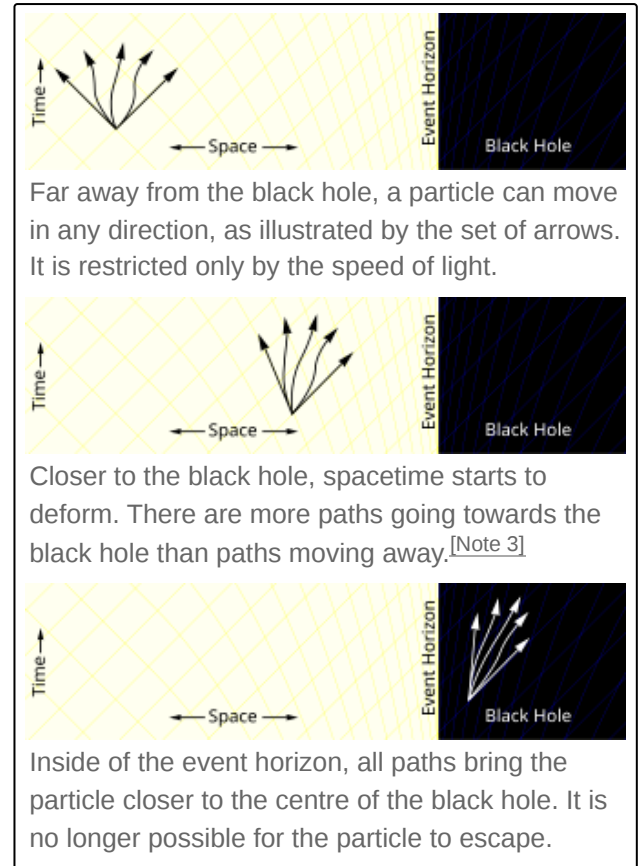 Time
Space
Event Horizon
Black Hole
Far away from the black hole, a particle can move
in any direction, as illustrated by the set of arrows.
It is restricted only by the speed of light.
Time
Space
Event Horizon
Black Hole
Closer to the black hole, spacetime starts to
deform. There are more paths going towards the
black hole than paths moving away.[Note 3]
Time
Space
Event Horizon
Black Hole
Inside of the event horizon, all paths bring the
particle closer to the centre of the black hole. It is
no longer possible for the particle to escape.